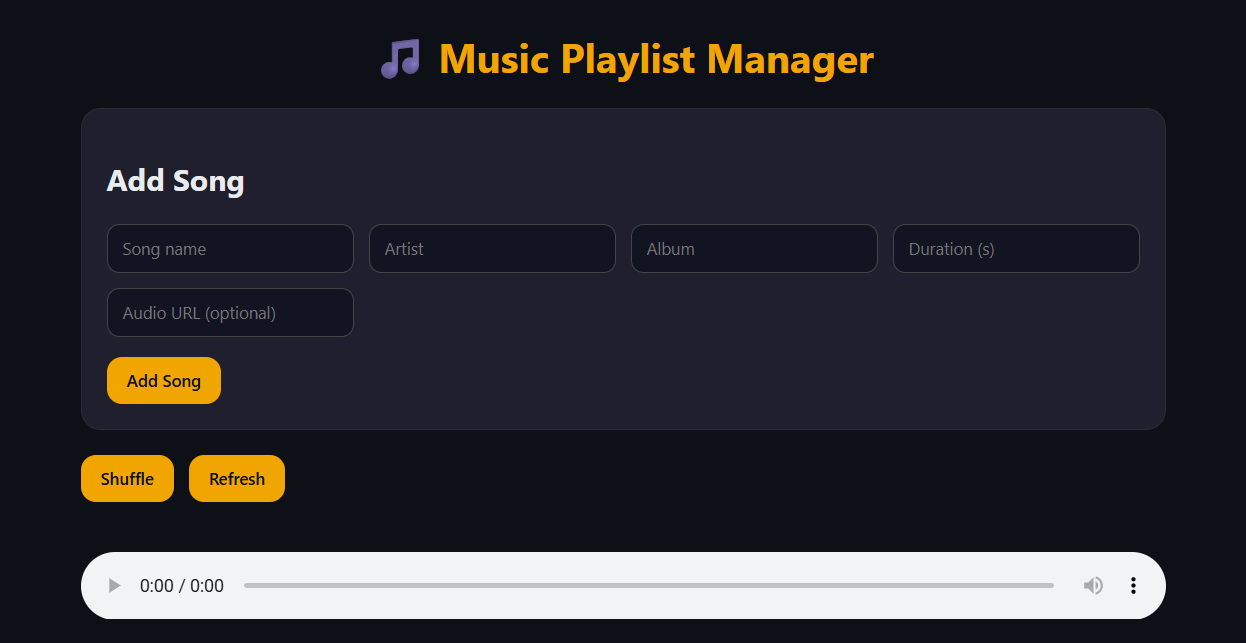 🎵 Music Playlist Manager
Add Song
Song name Artist Album Duration (s)
Audio URL (optional)
Add Song
Shuffle Refresh
0:00 / 0:00